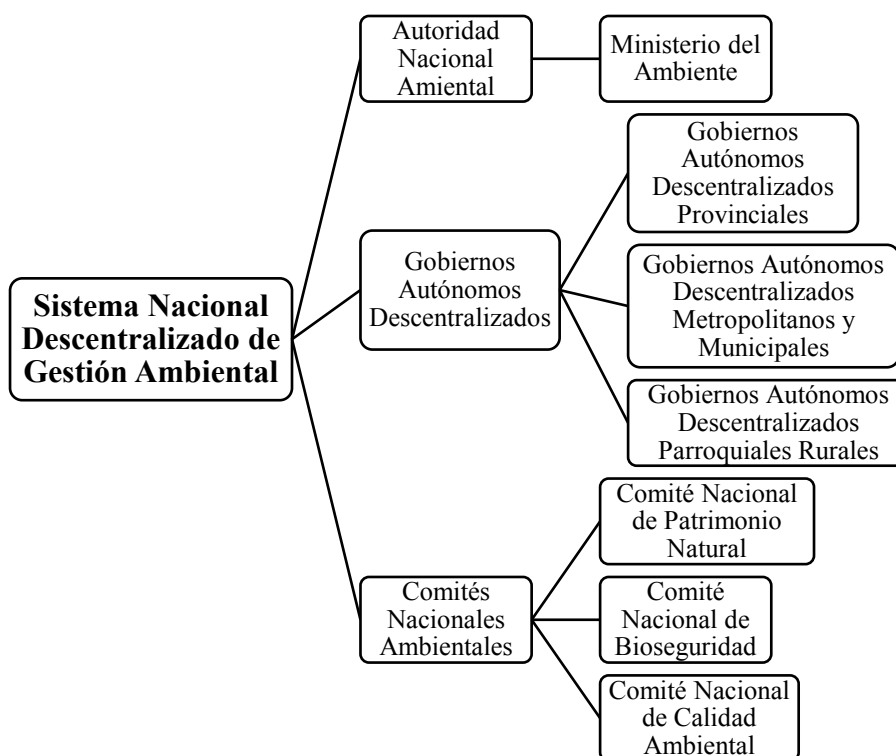 Sistema Nacional
Descentralizado de
Gestión Ambiental
Autoridad
Nacional
Amiental
Ministerio del
Ambiente
Gobiernos
Autónomos
Descentralizados
Gobiernos
Autónomos
Descentralizados
Provinciales
Gobiernos Autónomos
Descentralizados
Metropolitanos y
Municipales
Gobiernos Autónomos
Descentralizados
Parroquiales Rurales
Comités
Nacionales
Ambientales
Comité Nacional
de Patrimonio
Natural
Comité
Nacional de
Bioseguridad
Comité Nacional
de Calidad
Ambiental